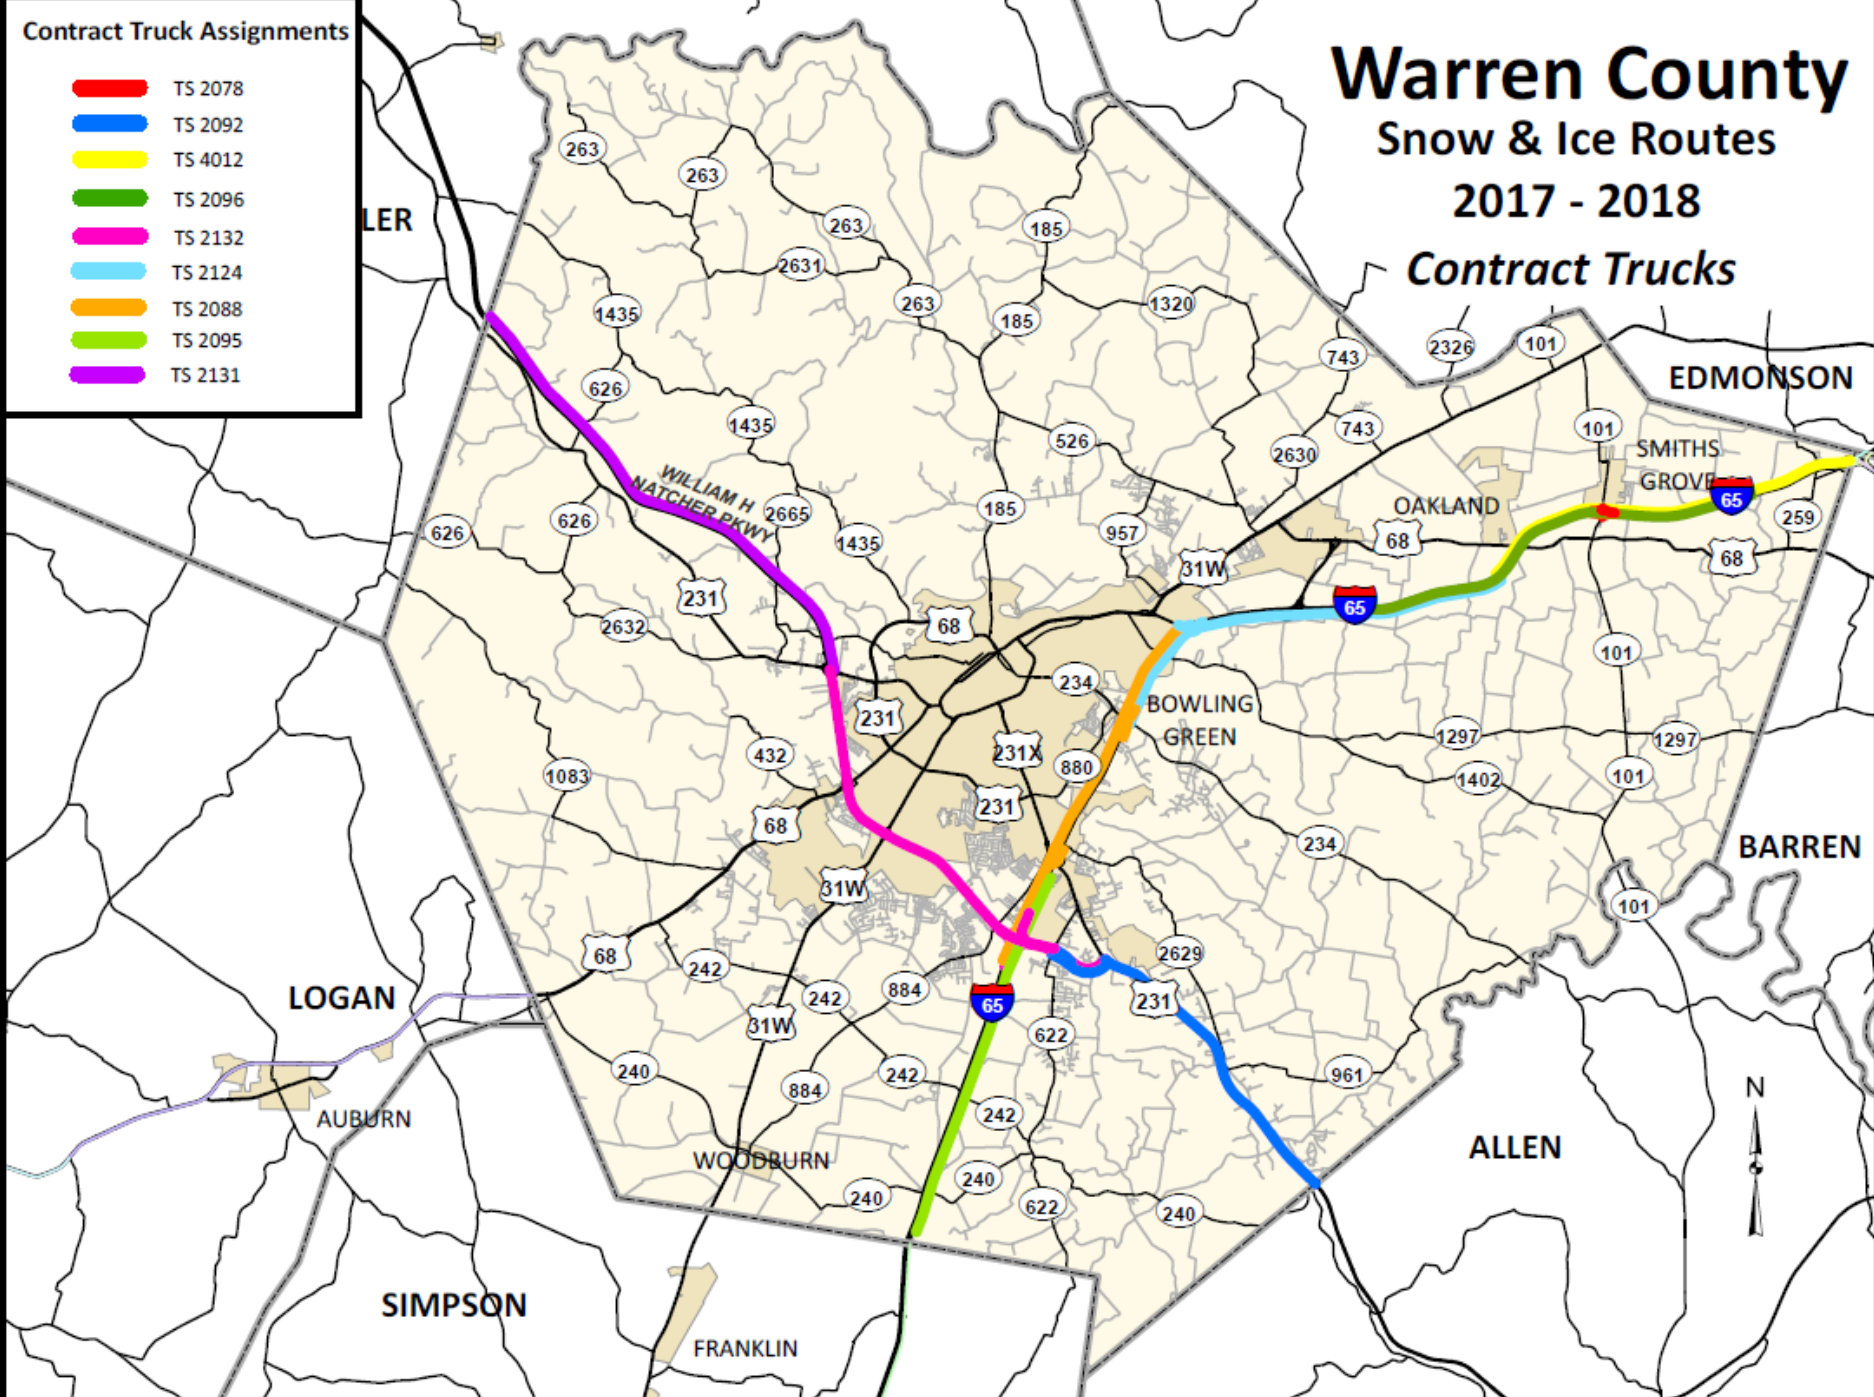 Contract Truck Assignments
TS 2078
TS 2092
TS 4012
TS 2096
TS 2132
TS 2124
TS 2088
TS 2095
TS 2131
Warren County
Snow & Ice Routes
2017 - 2018
Contract Trucks
LER
263
263
263
185
2631
263
185
1320
1435
743
2326
101
EDMONSON
626
1435
743
101
526
2630
SMITHS
GROVE
WILLIAM H
NATCHER PKWY
65
OAKLAND
2665
185
259
626
626
1435
957
68
68
31W
231
65
2632
68
101
234
BOWLING
GREEN
231
432
231X
880
1297
1297
1083
1402
101
231
68
234
BARREN
31W
101
68
242
2629
LOGAN
242
884
65
231
31W
622
240
242
961
884
N
242
AUBURN
ALLEN
WOODBURN
240
240
622
240
SIMPSON
FRANKLIN